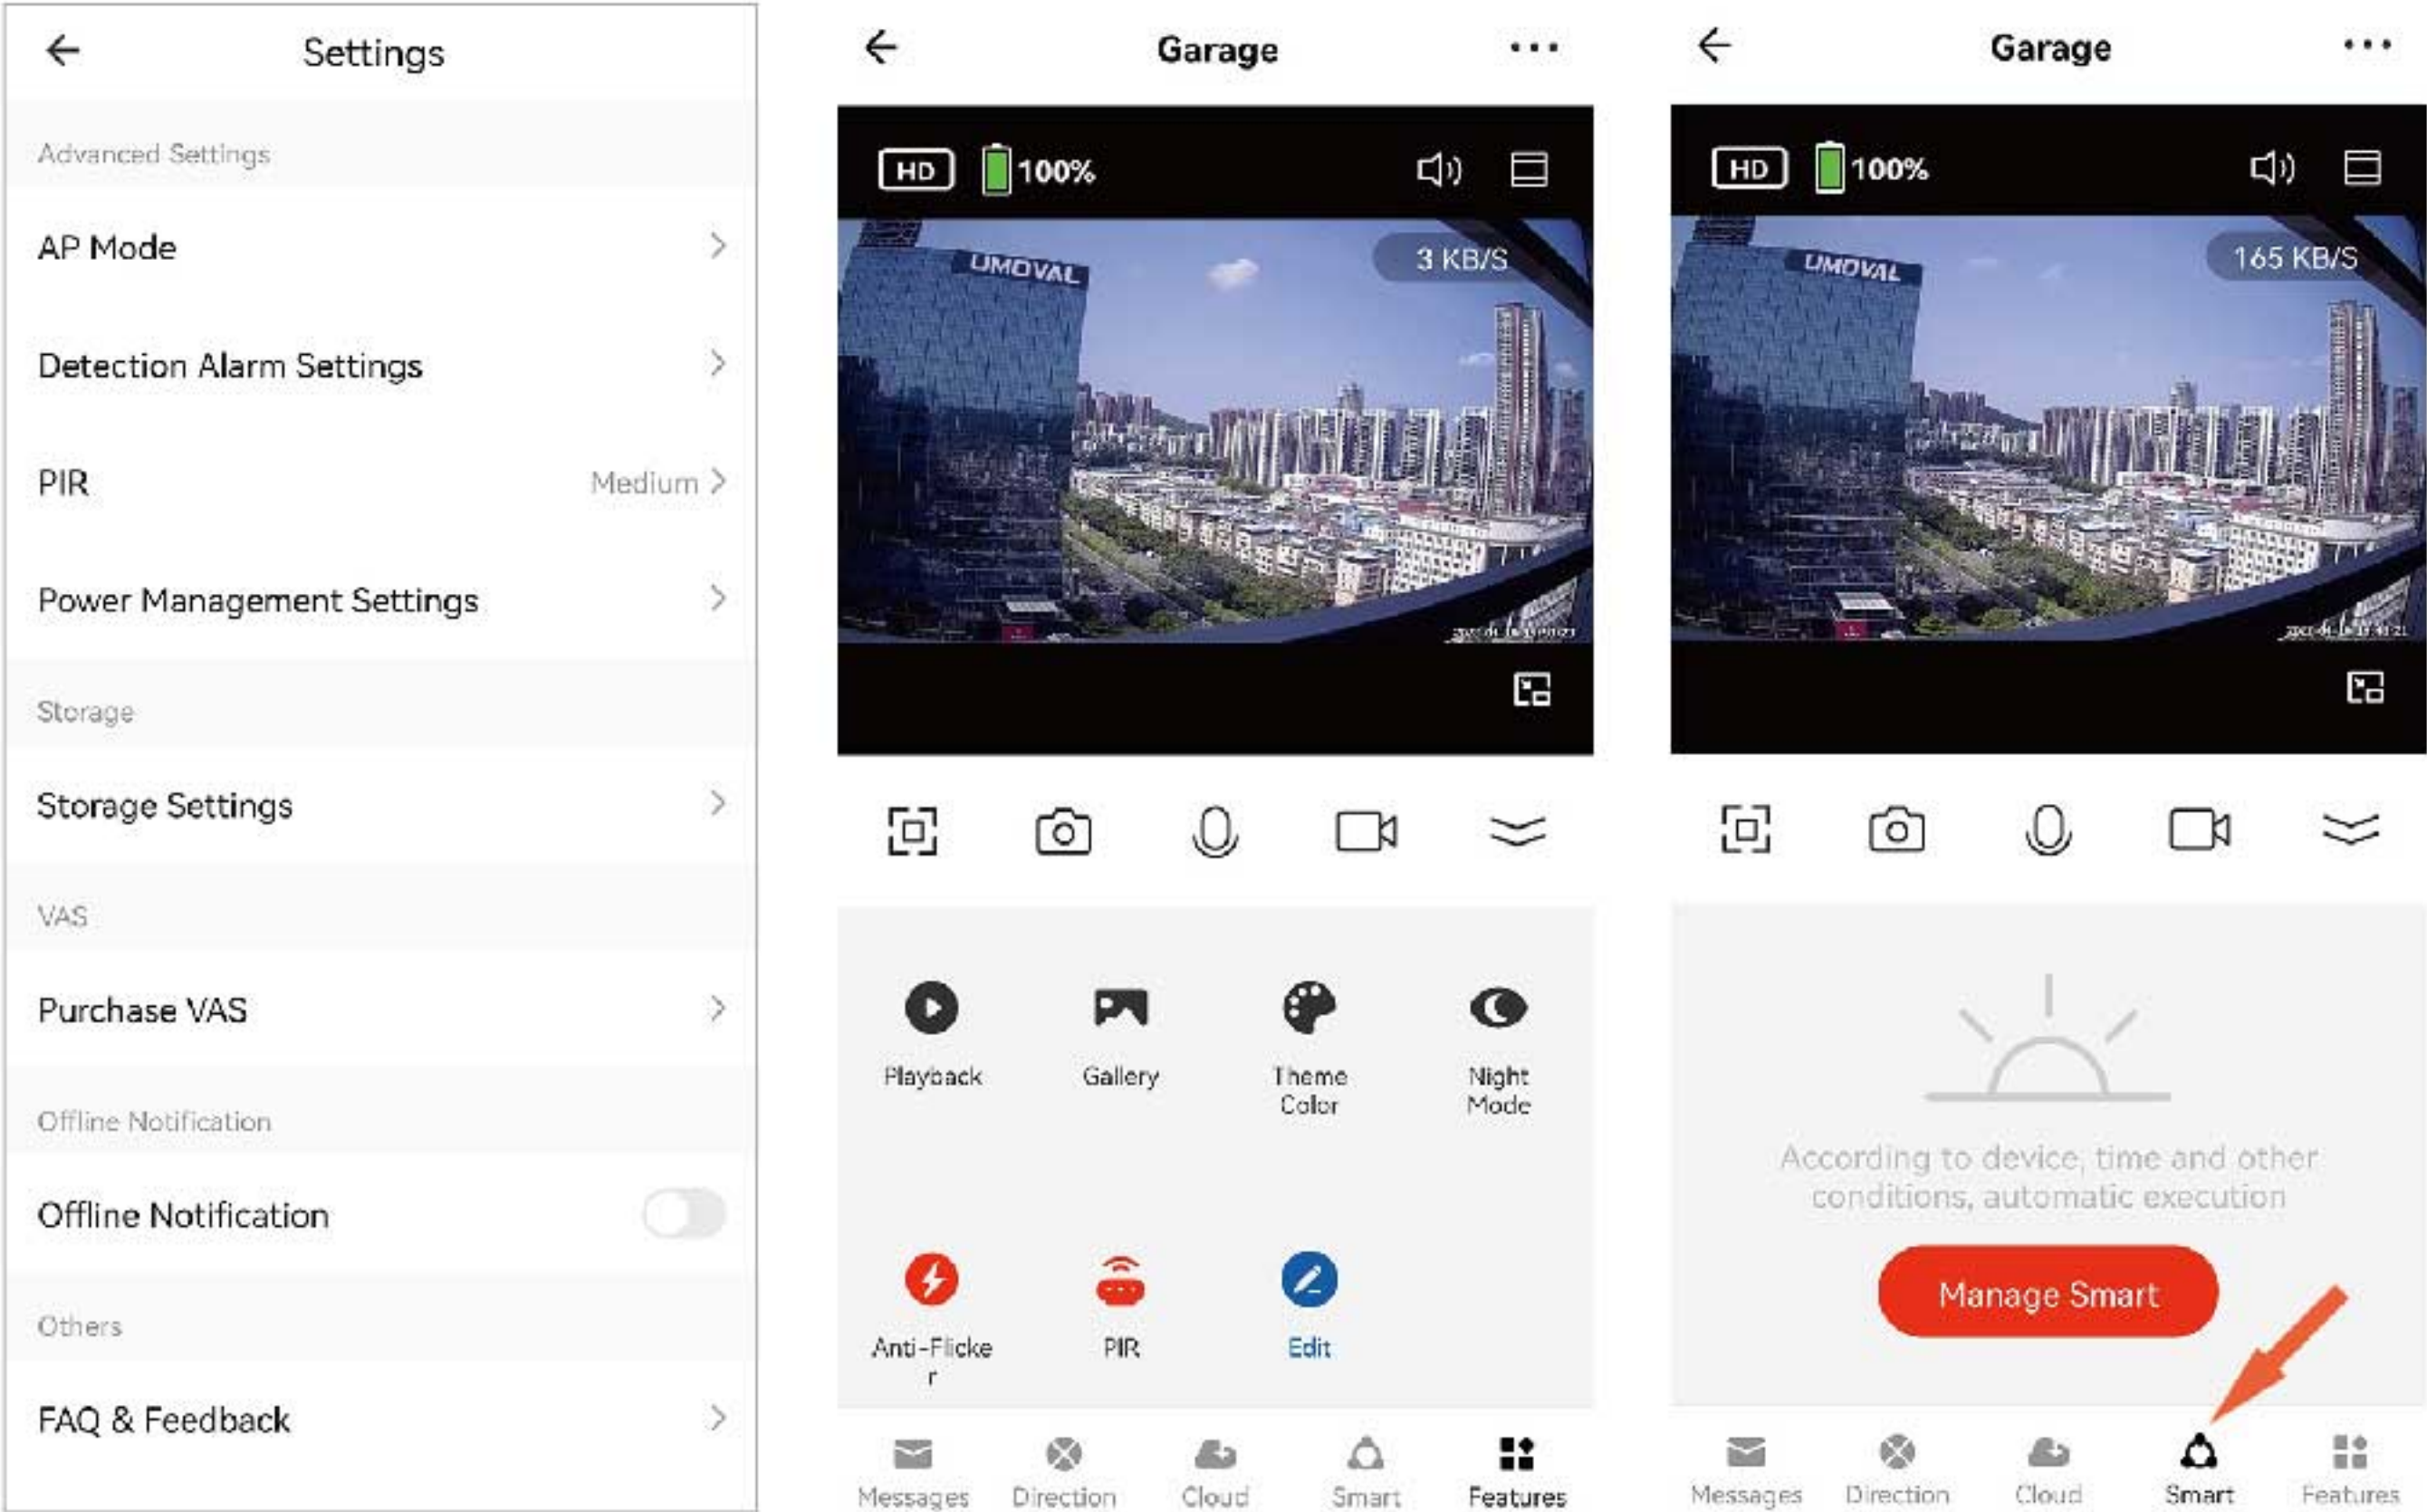 Settings
Advanced Settings
AP Mode
Detection Alarm Settings
PIR
Medium
Power Management Settings
Storage
Storage Settings
VAS
Purchase VAS
Offline Notification
Offline Notification
Others
FAQ & Feedback
Garage
HD
100%
UMOVAL
3 KB/S
Playback
Gallery
Theme
Color
Night
Mode
Anti-Flicke
r
PIR
Edit
Messages
Direction
Cloud
Smart
Features
Garage
HD
100%
UMOVAL
165 KB/S
According to device, time and other
conditions, automatic execution
Manage Smart
Messages
Direction
Cloud
Smart
Features